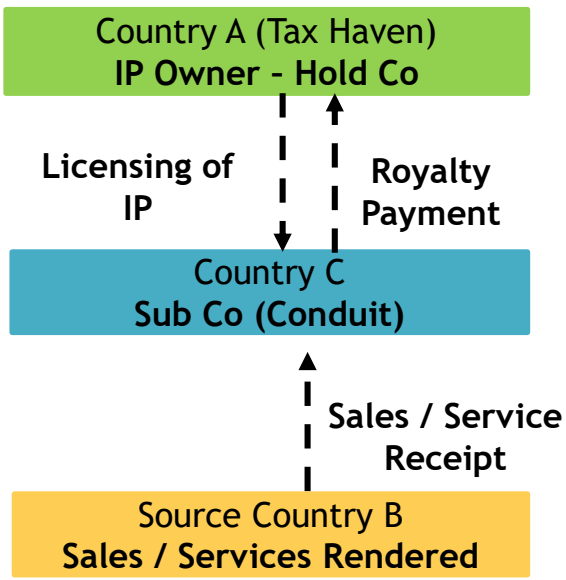 Country A (Tax Haven)
IP Owner – Hold Co
Licensing of
IP
Royalty
Payment
Country C
Sub Co (Conduit)
Sales / Service
Receipt
Source Country B
Sales / Services Rendered